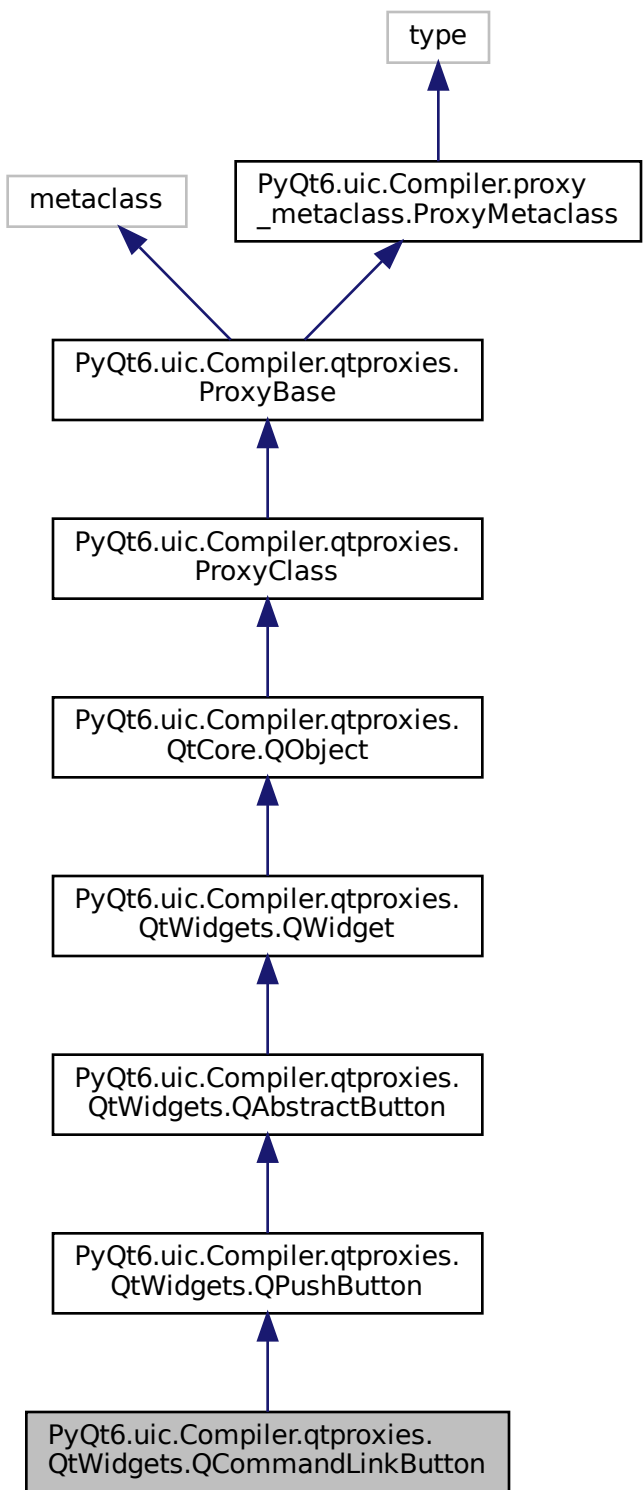 type
PyQt6.uic.Compiler.proxy
_metaclass.ProxyMetaclass
metaclass
PyQt6.uic.Compiler.qtproxies.
ProxyBase
PyQt6.uic.Compiler.qtproxies.
ProxyClass
PyQt6.uic.Compiler.qtproxies.
QtCore.QObject
PyQt6.uic.Compiler.qtproxies.
QtWidgets.QWidget
PyQt6.uic.Compiler.qtproxies.
QtWidgets.QAbstractButton
PyQt6.uic.Compiler.qtproxies.
QtWidgets.QPushButton
PyQt6.uic.Compiler.qtproxies.
QtWidgets.QCommandLinkButton